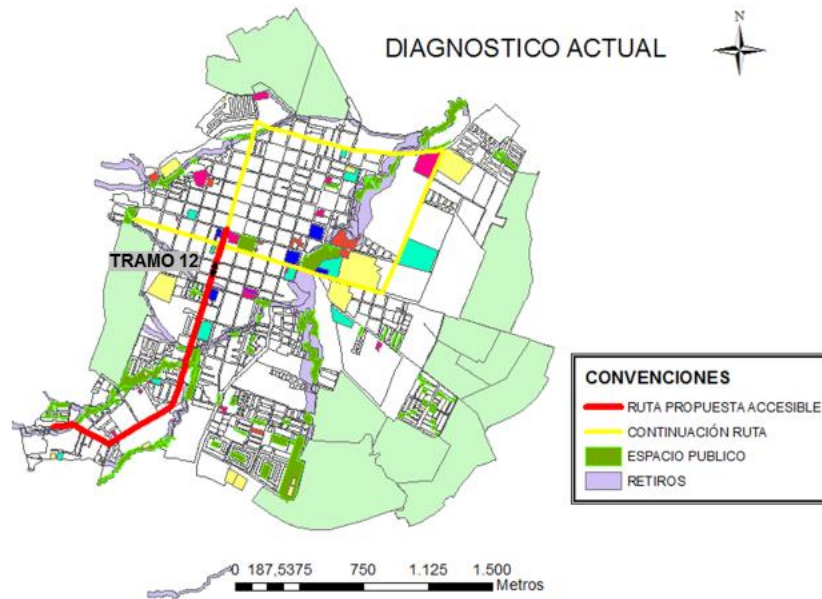 N
DIAGNOSTICO ACTUAL
TRAMO 12
CONVENCIONES
RUTA PROPUESTA ACCESIBLE
CONTINUACIÓN RUTA
ESPACIO PUBLICO
RETIROS
0 187,5375 750 1.125 1.500
Metros